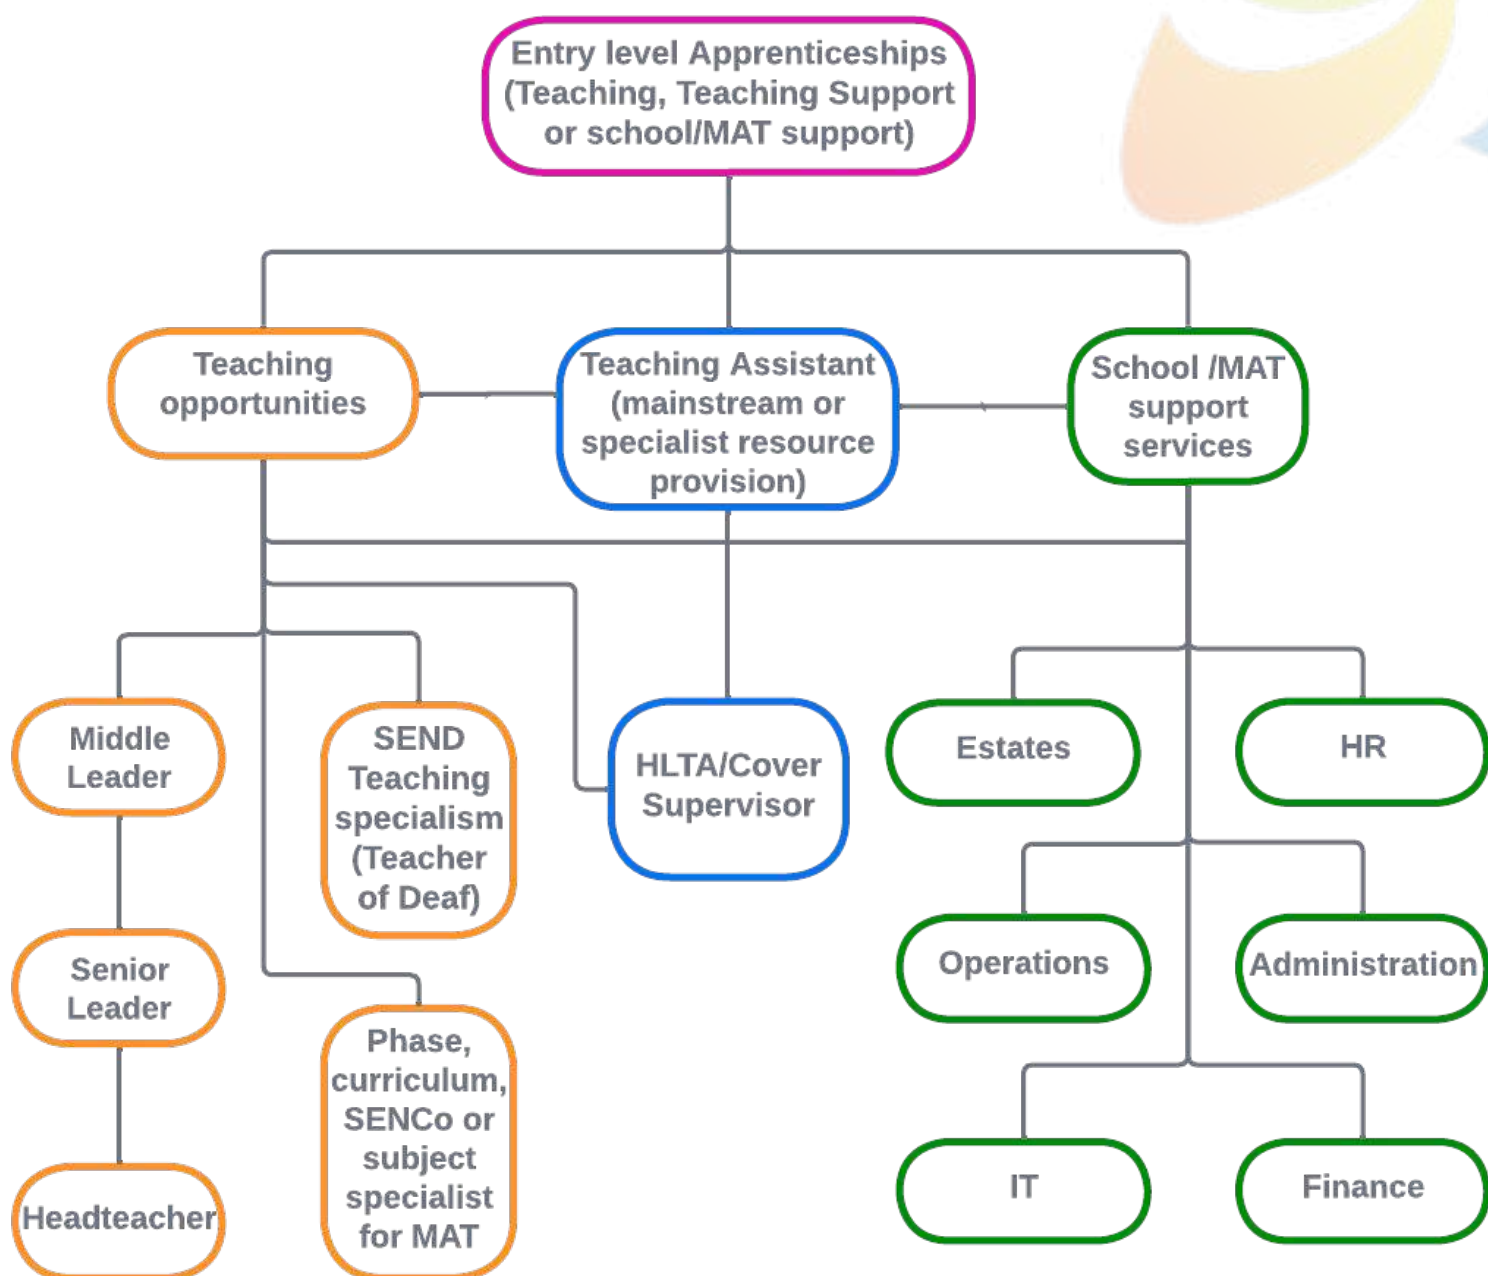 Entry level Apprenticeships
(Teaching, Teaching Support
or school/MAT support)
Teaching
opportunities
Teaching Assistant
(mainstream or
specialist resource
provision)
School /MAT
support
services
Middle
Leader
SEND
Teaching
specialism
(Teacher
of Deaf)
HLTA/Cover
Supervisor
Estates
HR
Senior
Leader
Operations
Administration
Phase,
curriculum,
SENCo or
subject
specialist
for MAT
Headteacher
IT
Finance